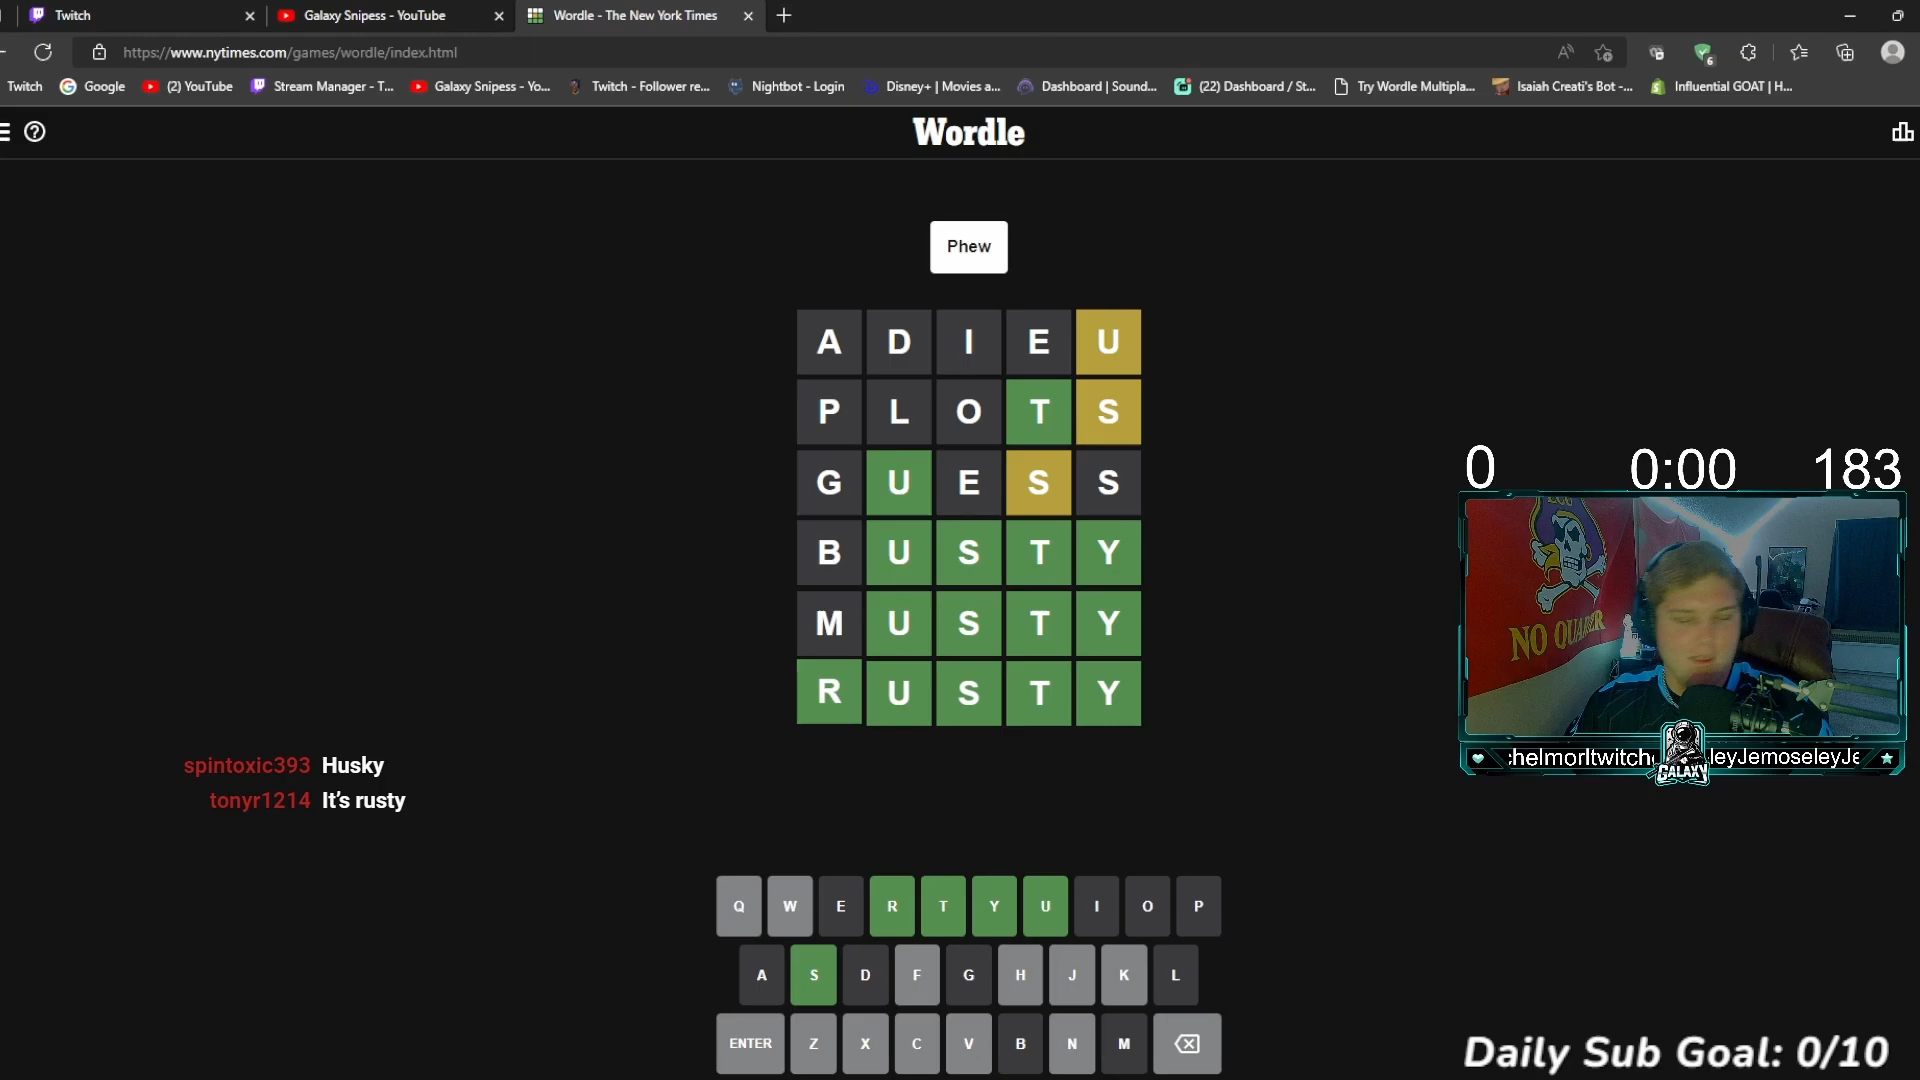 Twitch
Galaxy Snipess - YouTube
Wordle - The New York Times
https://www.nytimes.com/games/wordle/index.html
Twitch
Google
(2) YouTube
Stream Manager - T...
Galaxy Snipess - Yo...
Twitch - Follower re...
Nightbot - Login
Disney+ | Movies a...
Dashboard | Sound...
(22) Dashboard / St...
Try Wordle Multipla...
Isaiah Creati's Bot -...
Influential GOAT | H...
Wordle
Phew
A D I E U
P L O T S
G U E S S
B U S T Y
M U S T Y
R U S T Y
0 0:00 183
NO QUARTER
:helmorltwitch
GALAXY
leyJemoseleyJe
spintoxic393 Husky
tonyr1214 It's rusty
Q W E R T Y U I O P
A S D F G H J K L
ENTER Z X C V B N M
Daily Sub Goal: 0/10